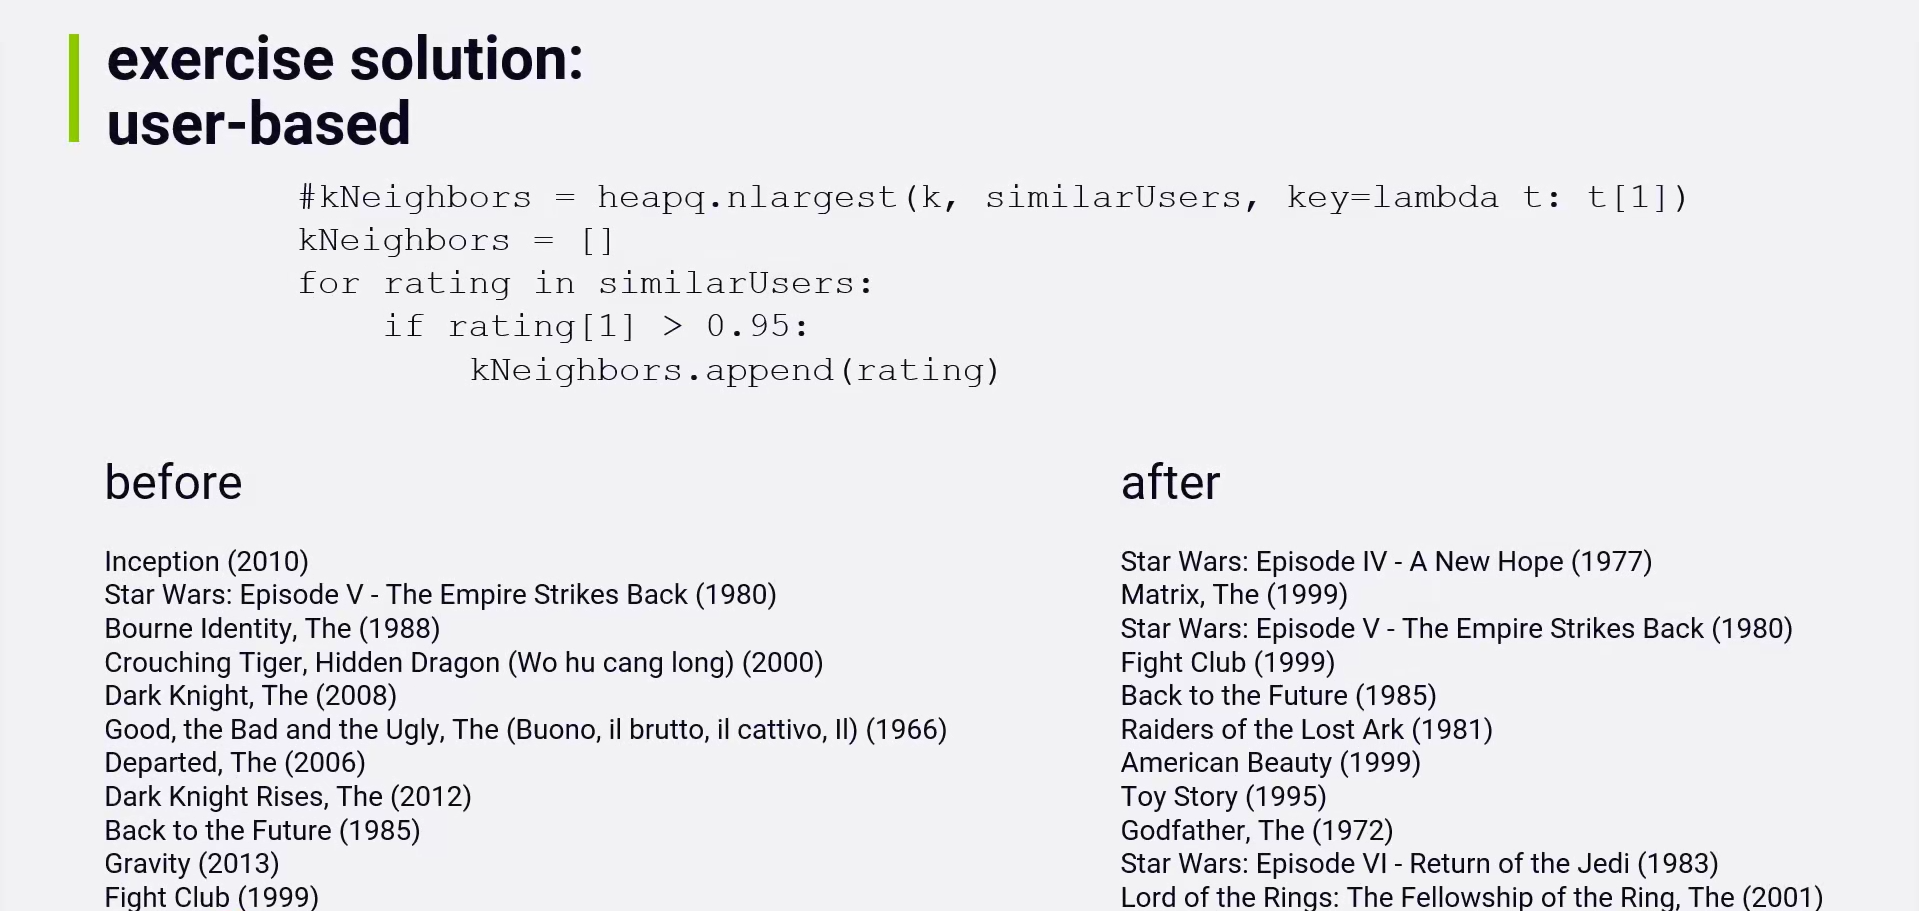 exercise solution:
user-based
#kNeighbors = heapq.nlargest(k, similarUsers, key=lambda t: t[1])
kNeighbors = []
for rating in similarUsers:
    if rating[1] > 0.95:
        kNeighbors.append(rating)
before
Inception (2010)
Star Wars: Episode V - The Empire Strikes Back (1980)
Bourne Identity, The (1988)
Crouching Tiger, Hidden Dragon (Wo hu cang long) (2000)
Dark Knight, The (2008)
Good, the Bad and the Ugly, The (Buono, il brutto, il cattivo, Il) (1966)
Departed, The (2006)
Dark Knight Rises, The (2012)
Back to the Future (1985)
Gravity (2013)
Fight Club (1999)
after
Star Wars: Episode IV - A New Hope (1977)
Matrix, The (1999)
Star Wars: Episode V - The Empire Strikes Back (1980)
Fight Club (1999)
Back to the Future (1985)
Raiders of the Lost Ark (1981)
American Beauty (1999)
Toy Story (1995)
Godfather, The (1972)
Star Wars: Episode VI - Return of the Jedi (1983)
Lord of the Rings: The Fellowship of the Ring, The (2001)